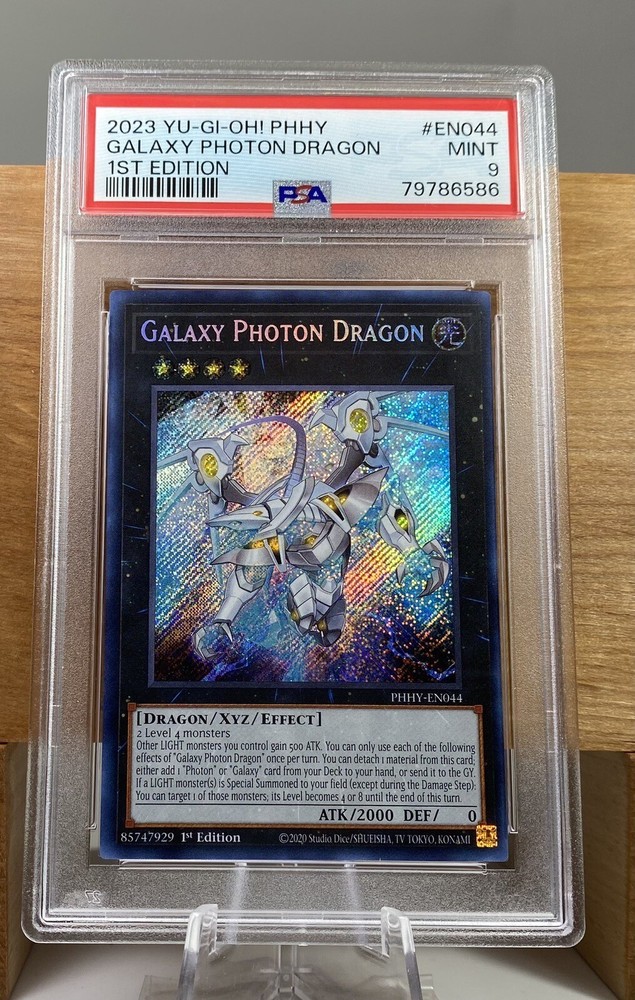 2023 YU-GI-OH! PHHY #EN044
GALAXY PHOTON DRAGON MINT
1ST EDITION 9
PSA 79786586
GALAXY PHOTON DRAGON 光
PHHY-EN044
[DRAGON/XYZ/EFFECT]
2 Level 4 monsters
Other LIGHT monsters you control gain 500 ATK. You can only use each of the following
effects of "Galaxy Photon Dragon" once per turn. You can detach 1 material from this card;
either add 1 "Photon" or "Galaxy" card from your Deck to your hand, or send it to the GY.
If a LIGHT monster(s) is Special Summoned to your field (except during the Damage Step):
You can target 1 of those monsters; its Level becomes 4 or 8 until the end of this turn.
ATK/2000 DEF/ 0
85747929 1st Edition ©2020 Studio Dice/SHUEISHA, TV TOKYO, KONAMI